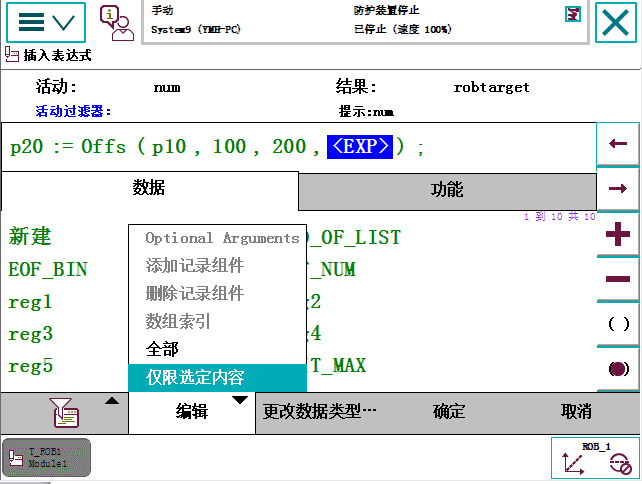 手动
防护装置停止
System9 (YMH-PC)
已停止 (速度 100%)
插入表达式
活动:
num
结果:
robtarget
活动过滤器:
提示:num
p20 := Offs ( p10 , 100 , 200 , <EXP> ) ;
数据
功能
1 到 10 共 10
新建
Optional Arguments
_OF_LIST
EOF_BIN
添加记录组件
_NUM
reg1
删除记录组件
2
reg3
数组索引
4
全部
reg5
仅限选定内容
T_MAX
( )
编辑
更改数据类型…
确定
取消
T_ROB1
Module1
ROB_1